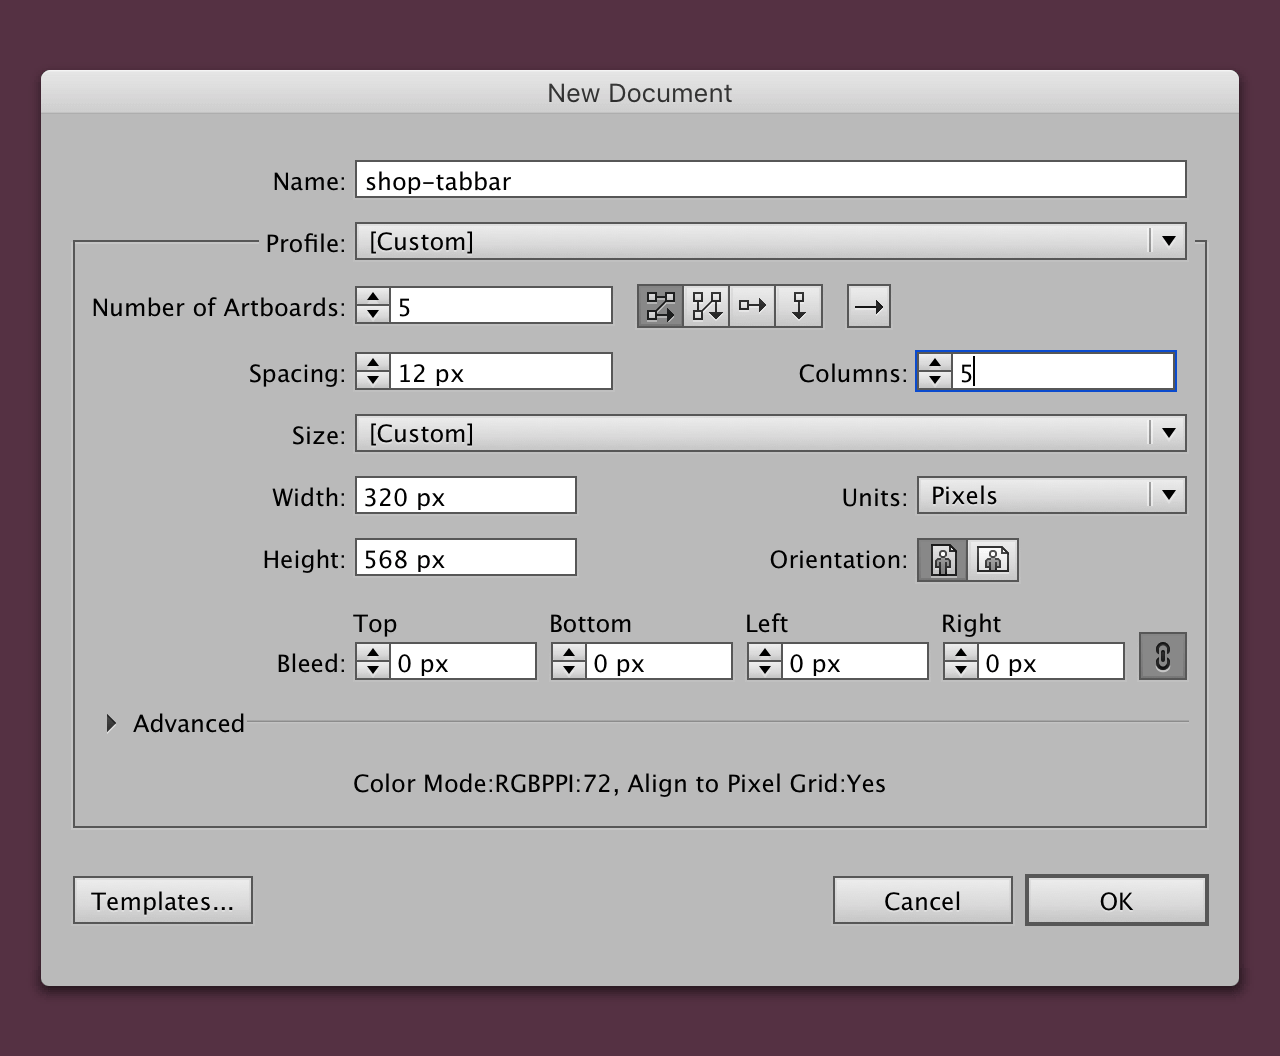 New Document
Name: shop-tabbar
Profile: [Custom]
Number of Artboards: 5
Spacing: 12 px Columns: 5
Size: [Custom]
Width: 320 px Units: Pixels
Height: 568 px Orientation:
Top Bottom Left Right
Bleed: 0 px 0 px 0 px 0 px
Advanced
Color Mode:RGBPPI:72, Align to Pixel Grid:Yes
Templates... Cancel OK